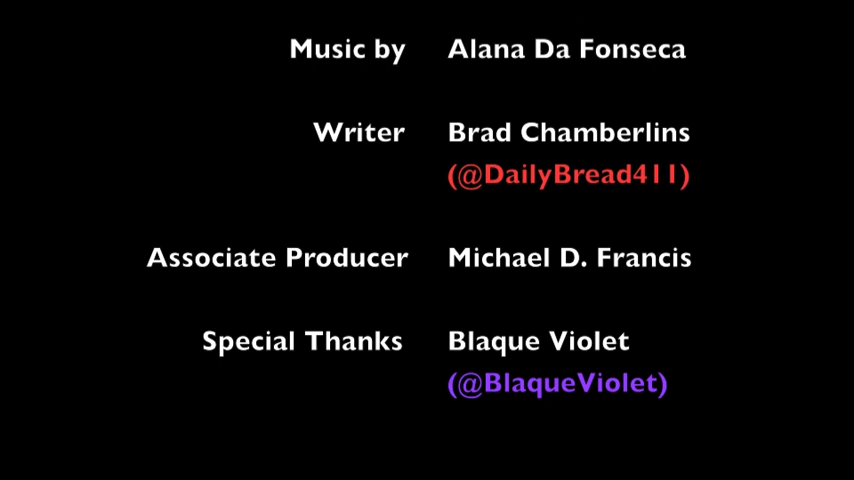 Music by Alana Da Fonseca
Writer Brad Chamberlins
(@DailyBread411)
Associate Producer Michael D. Francis
Special Thanks Blaque Violet
(@BlaqueViolet)